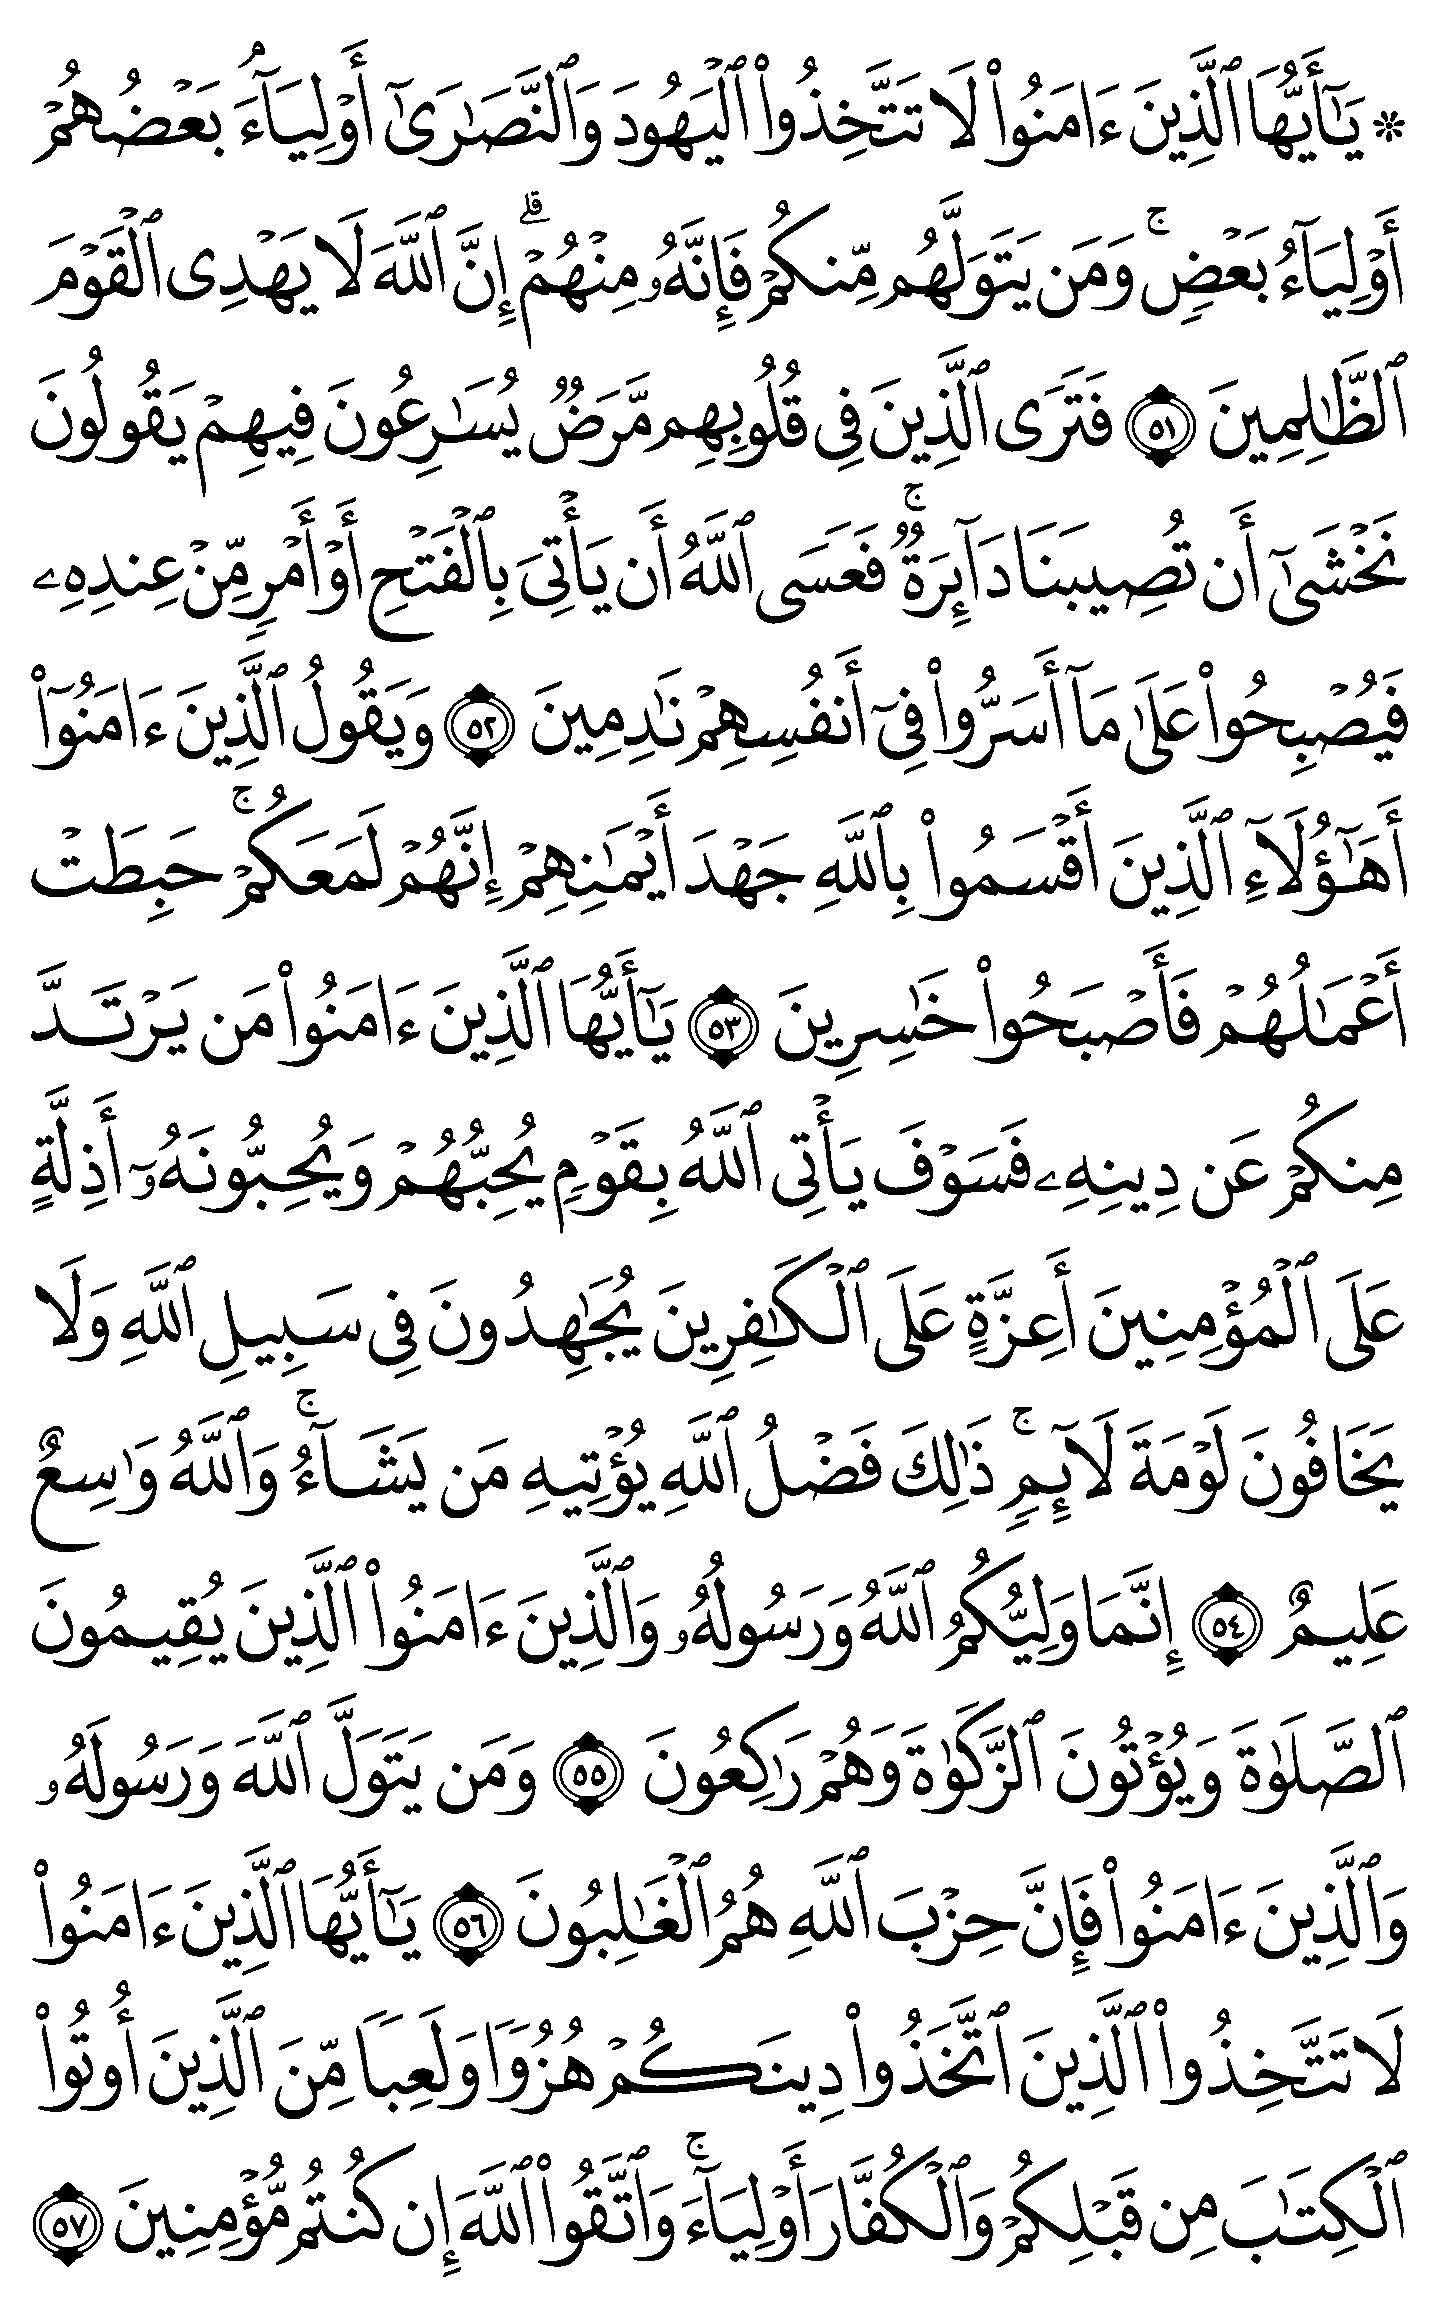 ۞ يَٰٓأَيُّهَا ٱلَّذِينَ ءَامَنُوا۟ لَا تَتَّخِذُوا۟ ٱلْيَهُودَ وَٱلنَّصَٰرَىٰٓ أَوْلِيَآءَ ۘ بَعْضُهُمْ
أَوْلِيَآءُ بَعْضٍ ۚ وَمَن يَتَوَلَّهُم مِّنكُمْ فَإِنَّهُۥ مِنْهُمْ ۗ إِنَّ ٱللَّهَ لَا يَهْدِى ٱلْقَوْمَ
ٱلظَّٰلِمِينَ ٥١ فَتَرَى ٱلَّذِينَ فِى قُلُوبِهِم مَّرَضٌ يُسَٰرِعُونَ فِيهِمْ يَقُولُونَ
نَخْشَىٰٓ أَن تُصِيبَنَا دَآئِرَةٌ ۚ فَعَسَى ٱللَّهُ أَن يَأْتِىَ بِٱلْفَتْحِ أَوْ أَمْرٍ مِّنْ عِندِهِۦ
فَيُصْبِحُوا۟ عَلَىٰ مَآ أَسَرُّوا۟ فِىٓ أَنفُسِهِمْ نَٰدِمِينَ ٥٢ وَيَقُولُ ٱلَّذِينَ ءَامَنُوٓا۟
أَهَٰٓؤُلَآءِ ٱلَّذِينَ أَقْسَمُوا۟ بِٱللَّهِ جَهْدَ أَيْمَٰنِهِمْ إِنَّهُمْ لَمَعَكُمْ ۚ حَبِطَتْ
أَعْمَٰلُهُمْ فَأَصْبَحُوا۟ خَٰسِرِينَ ٥٣ يَٰٓأَيُّهَا ٱلَّذِينَ ءَامَنُوا۟ مَن يَرْتَدَّ
مِنكُمْ عَن دِينِهِۦ فَسَوْفَ يَأْتِى ٱللَّهُ بِقَوْمٍ يُحِبُّهُمْ وَيُحِبُّونَهُۥٓ أَذِلَّةٍ
عَلَى ٱلْمُؤْمِنِينَ أَعِزَّةٍ عَلَى ٱلْكَٰفِرِينَ يُجَٰهِدُونَ فِى سَبِيلِ ٱللَّهِ وَلَا
يَخَافُونَ لَوْمَةَ لَآئِمٍ ۚ ذَٰلِكَ فَضْلُ ٱللَّهِ يُؤْتِيهِ مَن يَشَآءُ ۚ وَٱللَّهُ وَٰسِعٌ
عَلِيمٌ ٥٤ إِنَّمَا وَلِيُّكُمُ ٱللَّهُ وَرَسُولُهُۥ وَٱلَّذِينَ ءَامَنُوا۟ ٱلَّذِينَ يُقِيمُونَ
ٱلصَّلَوٰةَ وَيُؤْتُونَ ٱلزَّكَوٰةَ وَهُمْ رَٰكِعُونَ ٥٥ وَمَن يَتَوَلَّ ٱللَّهَ وَرَسُولَهُۥ
وَٱلَّذِينَ ءَامَنُوا۟ فَإِنَّ حِزْبَ ٱللَّهِ هُمُ ٱلْغَٰلِبُونَ ٥٦ يَٰٓأَيُّهَا ٱلَّذِينَ ءَامَنُوا۟
لَا تَتَّخِذُوا۟ ٱلَّذِينَ ٱتَّخَذُوا۟ دِينَكُمْ هُزُوًا وَلَعِبًا مِّنَ ٱلَّذِينَ أُوتُوا۟
ٱلْكِتَٰبَ مِن قَبْلِكُمْ وَٱلْكُفَّارَ أَوْلِيَآءَ ۚ وَٱتَّقُوا۟ ٱللَّهَ إِن كُنتُم مُّؤْمِنِينَ ٥٧